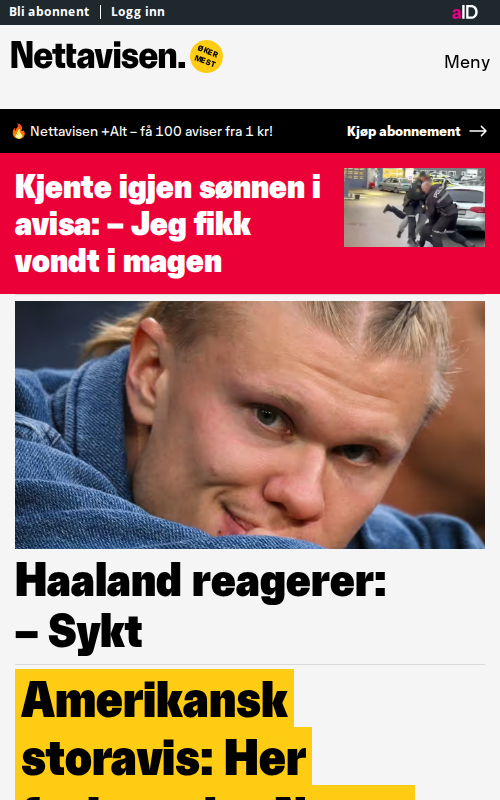 Bli abonnent
Logg inn
aID
Nettavisen.
ØKER
MEST
Meny
🔥 Nettavisen +Alt – få 100 aviser fra 1 kr!
Kjøp abonnement →
Kjente igjen sønnen i
avisa: – Jeg fikk
vondt i magen
Haaland reagerer:
– Sykt
Amerikansk
storavis: Her